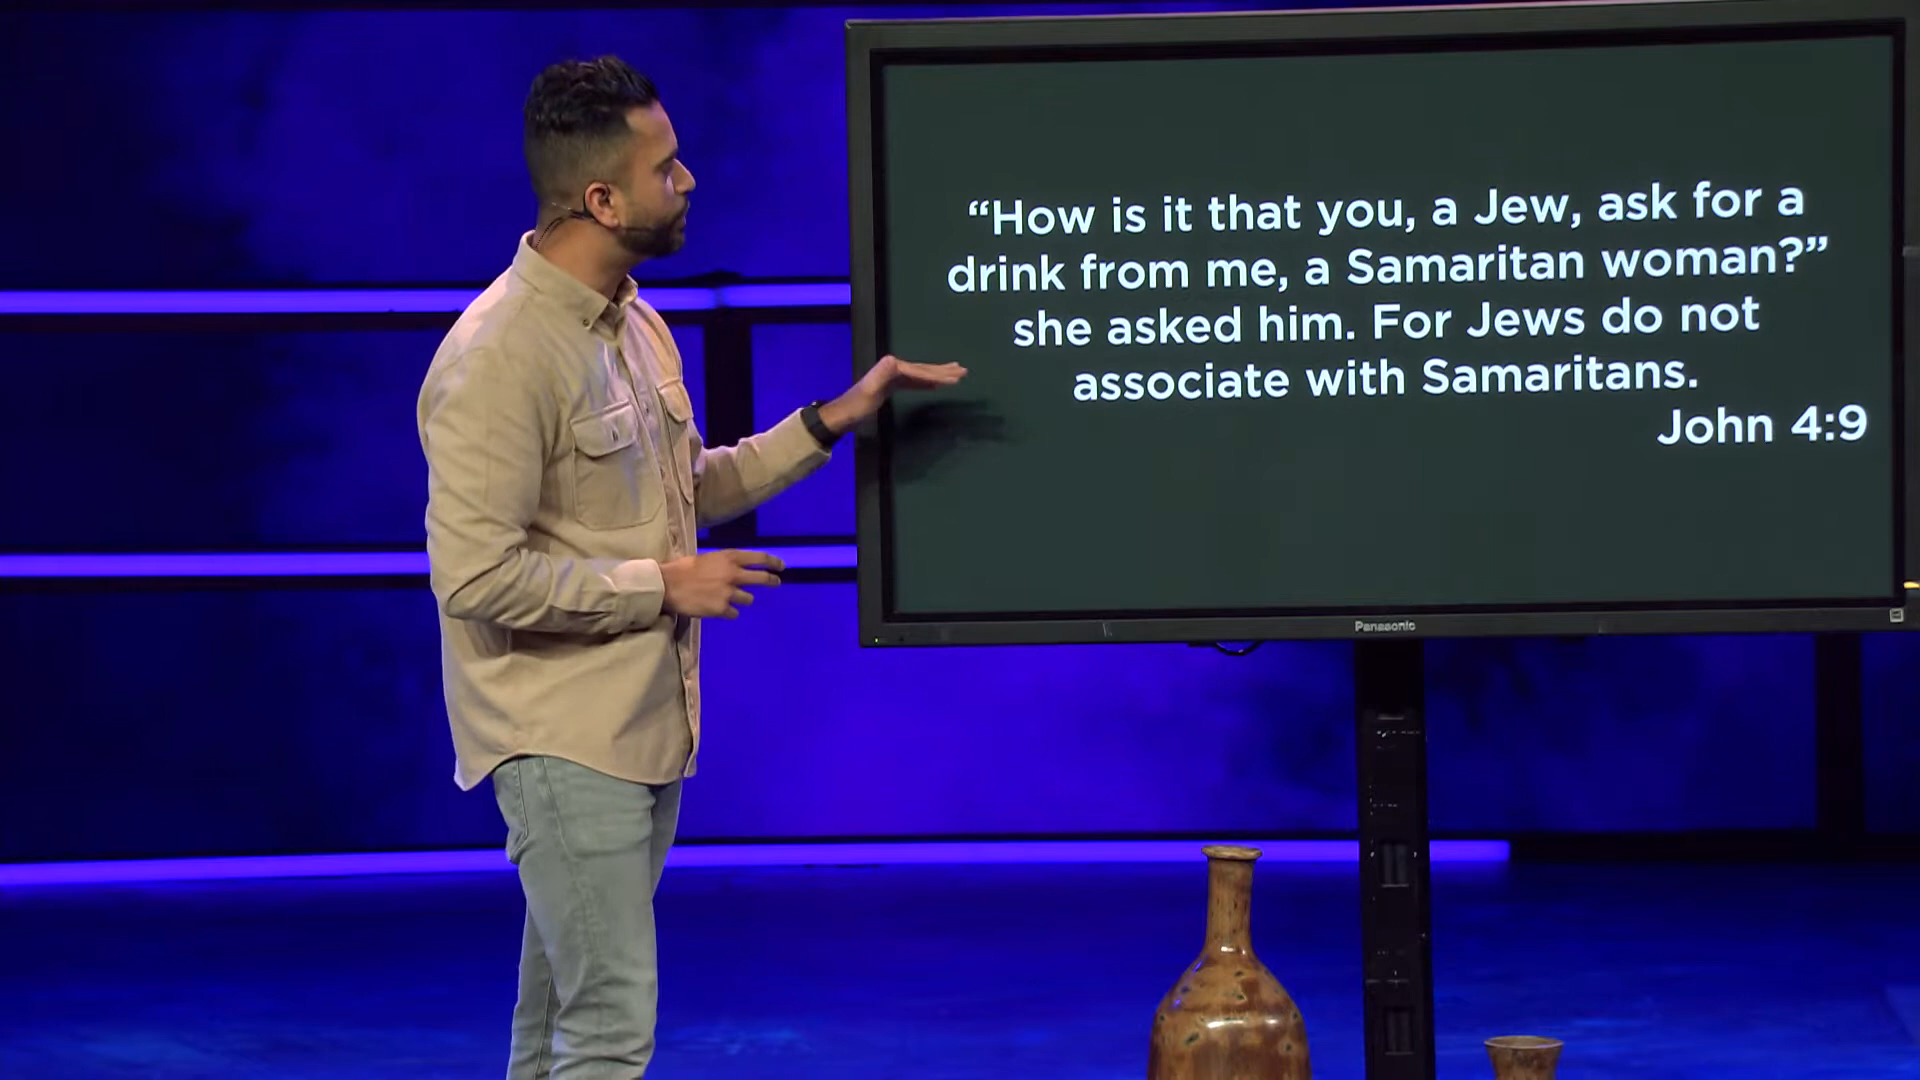 “How is it that you, a Jew, ask for a
drink from me, a Samaritan woman?”
she asked him. For Jews do not
associate with Samaritans.
John 4:9
Panasonic